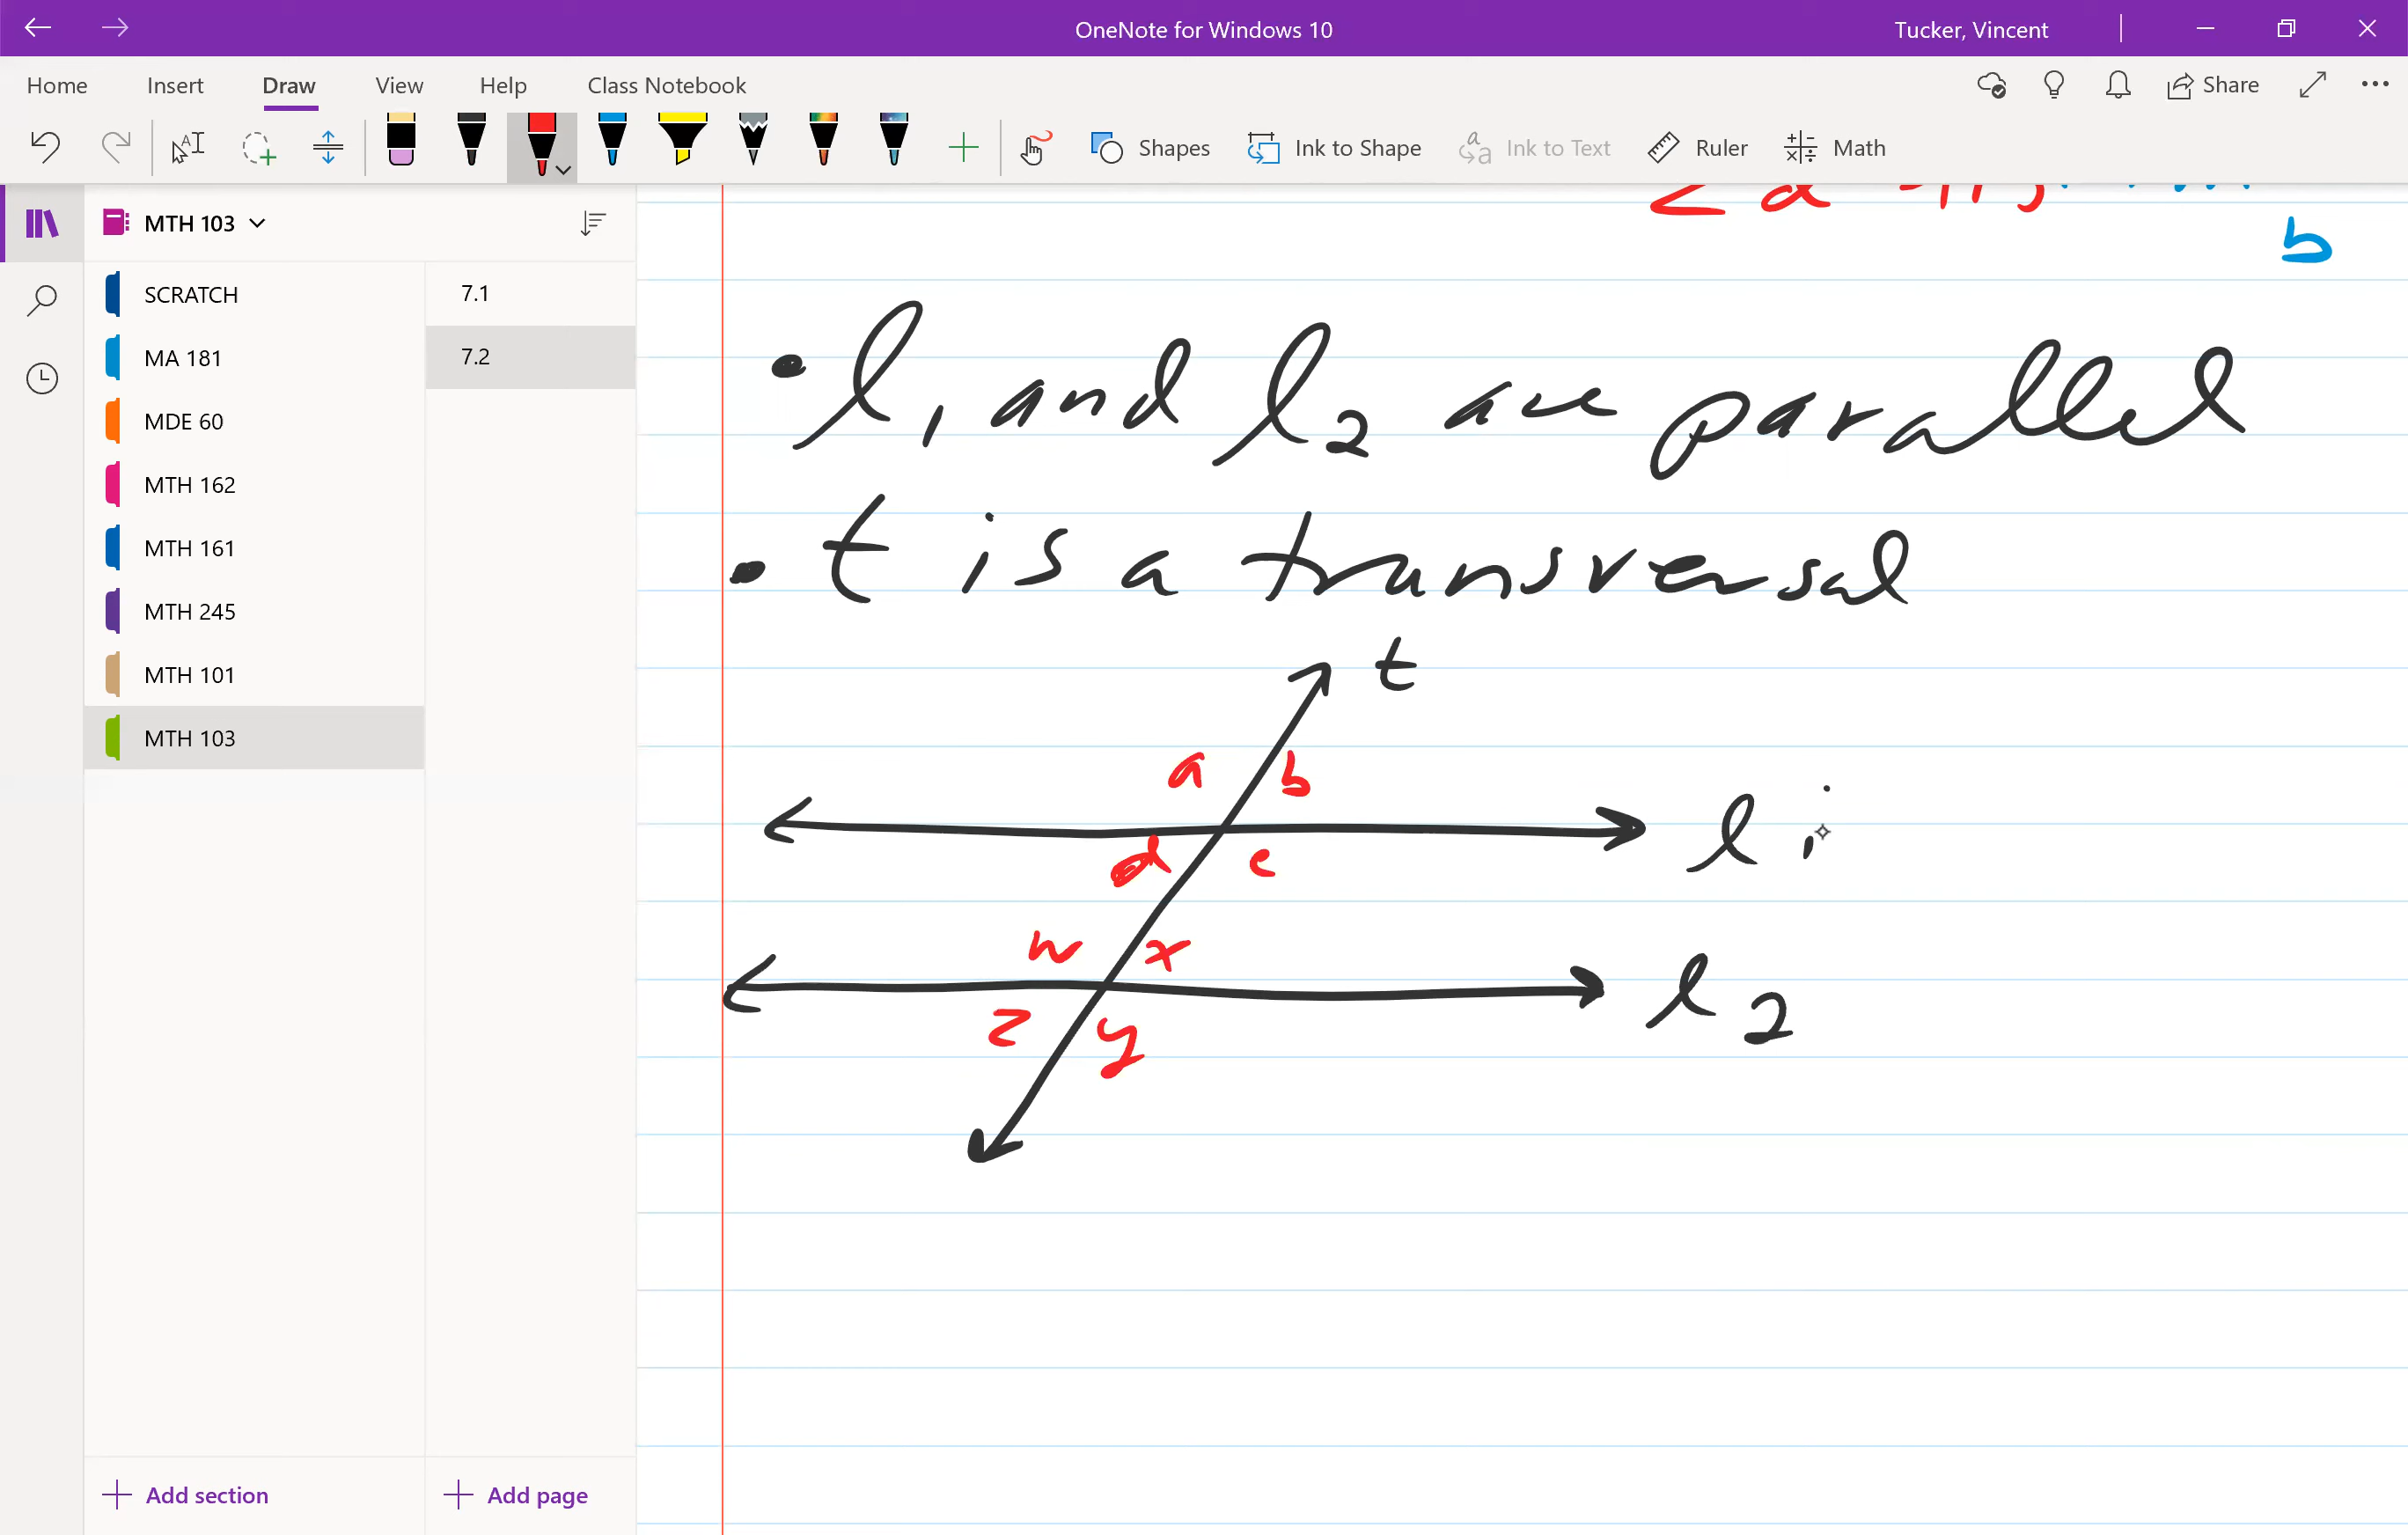 OneNote for Windows 10
Tucker, Vincent
Home Insert Draw View Help Class Notebook
Share
Shapes Ink to Shape Ink to Text Ruler Math
MTH 103
SCRATCH
MA 181
MDE 60
MTH 162
MTH 161
MTH 245
MTH 101
MTH 103
7.1
7.2
b
• l₁ and l₂ are parallel
• t is a transversal
t
a b
d c
l
w x
l₂
z y
Add section
Add page